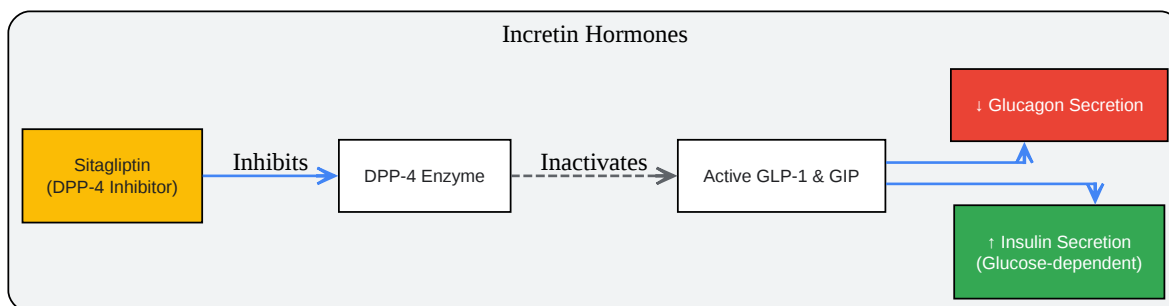 Incretin Hormones
Sitagliptin
(DPP-4 Inhibitor)
Inhibits
DPP-4 Enzyme
Inactivates
Active GLP-1 & GIP
↓ Glucagon Secretion
↑ Insulin Secretion
(Glucose-dependent)